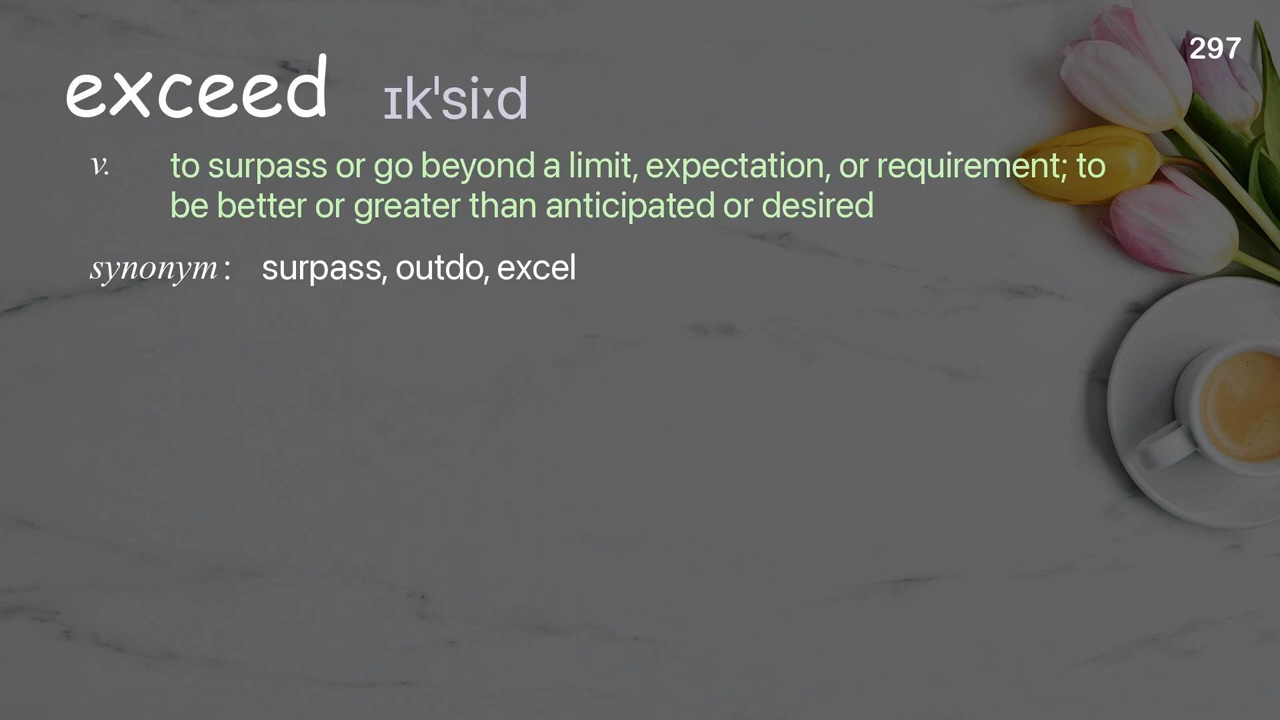 297
exceed ɪkˈsiːd
v. to surpass or go beyond a limit, expectation, or requirement; to
be better or greater than anticipated or desired
synonym: surpass, outdo, excel